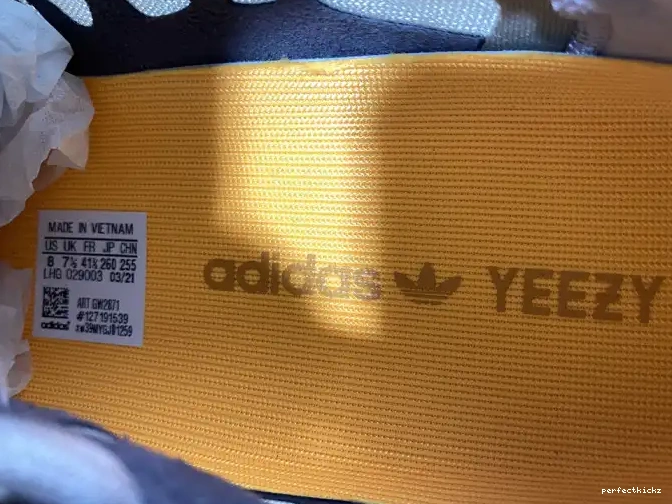 MADE IN VIETNAM
US UK FR JP CHN
8 7½ 41⅓ 260 255
LHG 029003 03/21
ART GW2871
#127191539
adidas
adidas YEEZY
perfectkickz